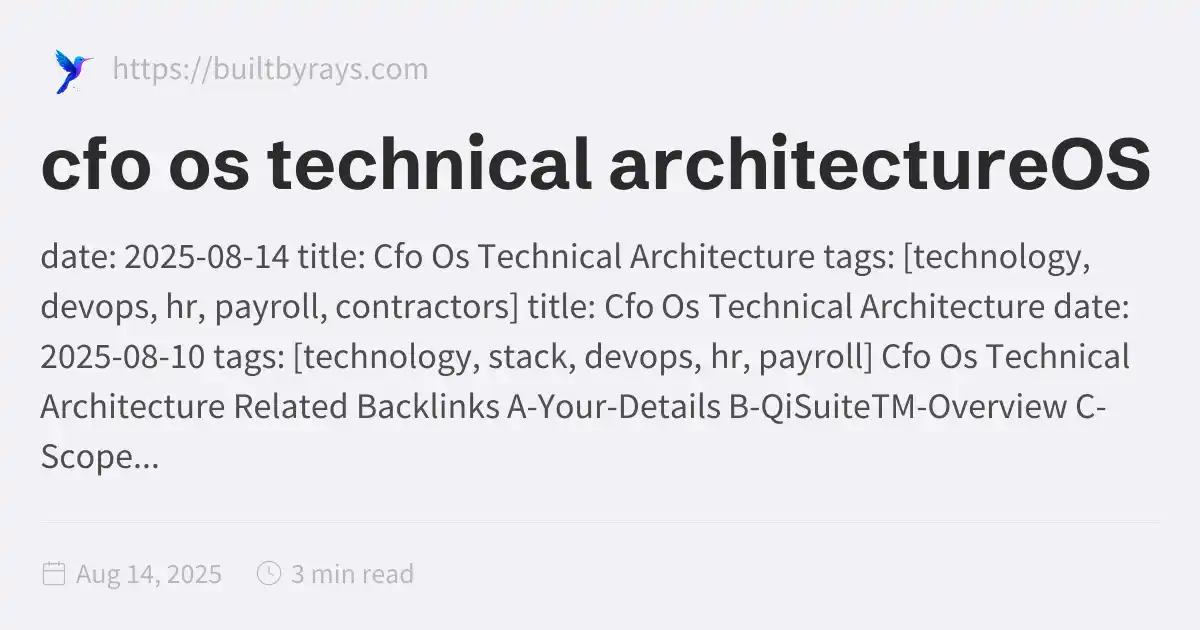 https://builtbyrays.com
cfo os technical architectureOS
date: 2025-08-14 title: Cfo Os Technical Architecture tags: [technology,
devops, hr, payroll, contractors] title: Cfo Os Technical Architecture date:
2025-08-10 tags: [technology, stack, devops, hr, payroll] Cfo Os Technical
Architecture Related Backlinks A-Your-Details B-QiSuiteTM-Overview C-
Scope...
Aug 14, 2025 3 min read